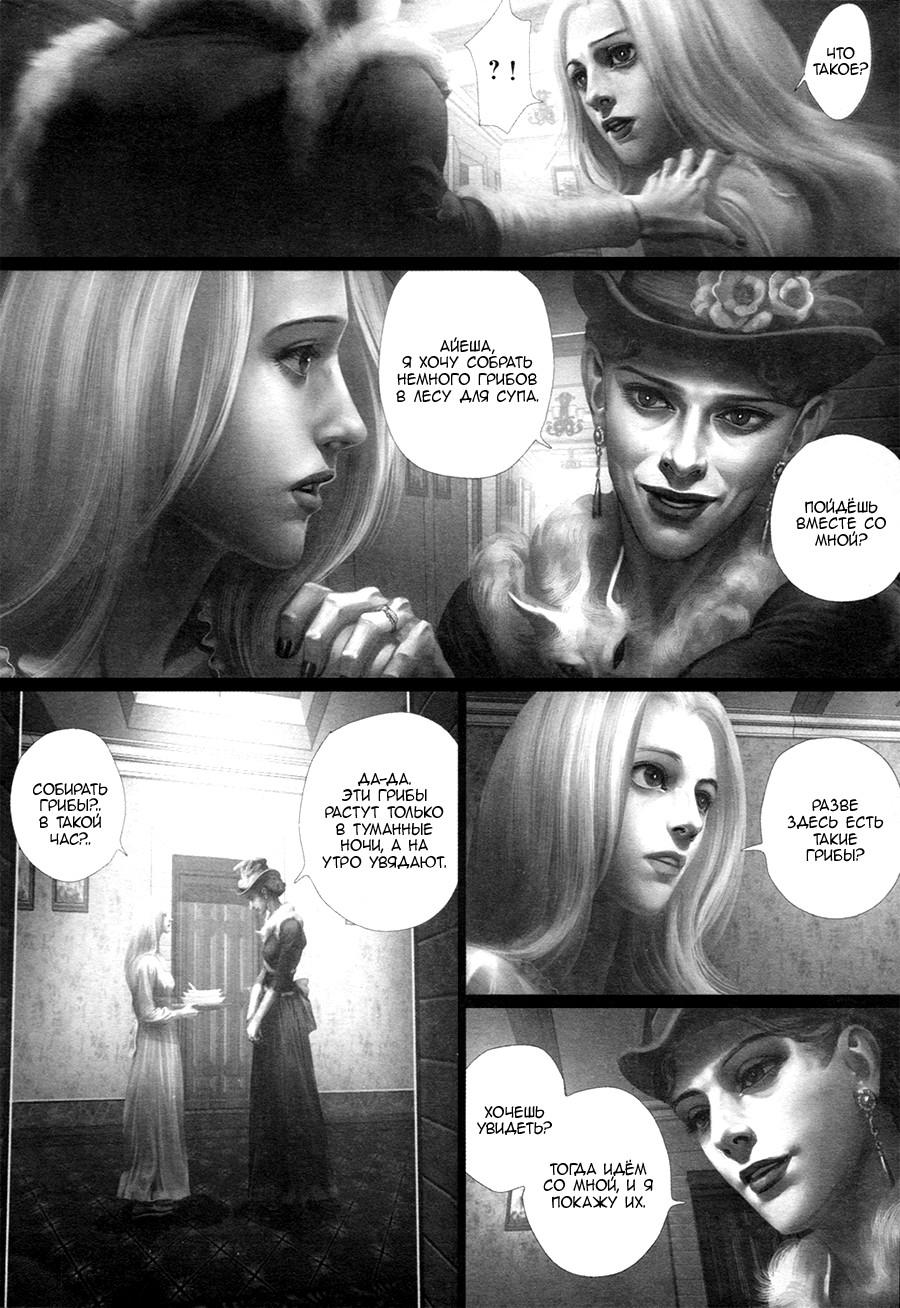 ? !
ЧТО
ТАКОЕ?
АЙЕША,
Я ХОЧУ СОБРАТЬ
НЕМНОГО ГРИБОВ
В ЛЕСУ ДЛЯ СУПА.
ПОЙДЁШЬ
ВМЕСТЕ СО
МНОЙ?
СОБИРАТЬ
ГРИБЫ?..
В ТАКОЙ
ЧАС?..
ДА-ДА.
ЭТИ ГРИБЫ
РАСТУТ ТОЛЬКО
В ТУМАННЫЕ
НОЧИ, А НА
УТРО УВЯДАЮТ.
РАЗВЕ
ЗДЕСЬ ЕСТЬ
ТАКИЕ
ГРИБЫ?
ХОЧЕШЬ
УВИДЕТЬ?
ТОГДА ИДЁМ
СО МНОЙ, И Я
ПОКАЖУ ИХ.